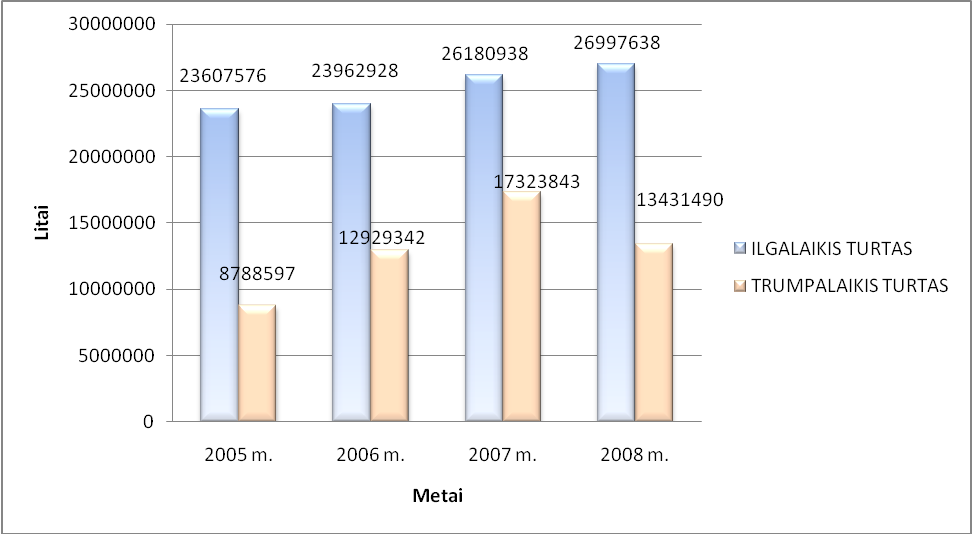 30000000
25000000
20000000
15000000
10000000
5000000
0
Litai
23607576
8788597
23962928
12929342
26180938
17323843
26997638
13431490
2005 m.
2006 m.
2007 m.
2008 m.
Metai
ILGALAIKIS TURTAS
TRUMPALAIKIS TURTAS